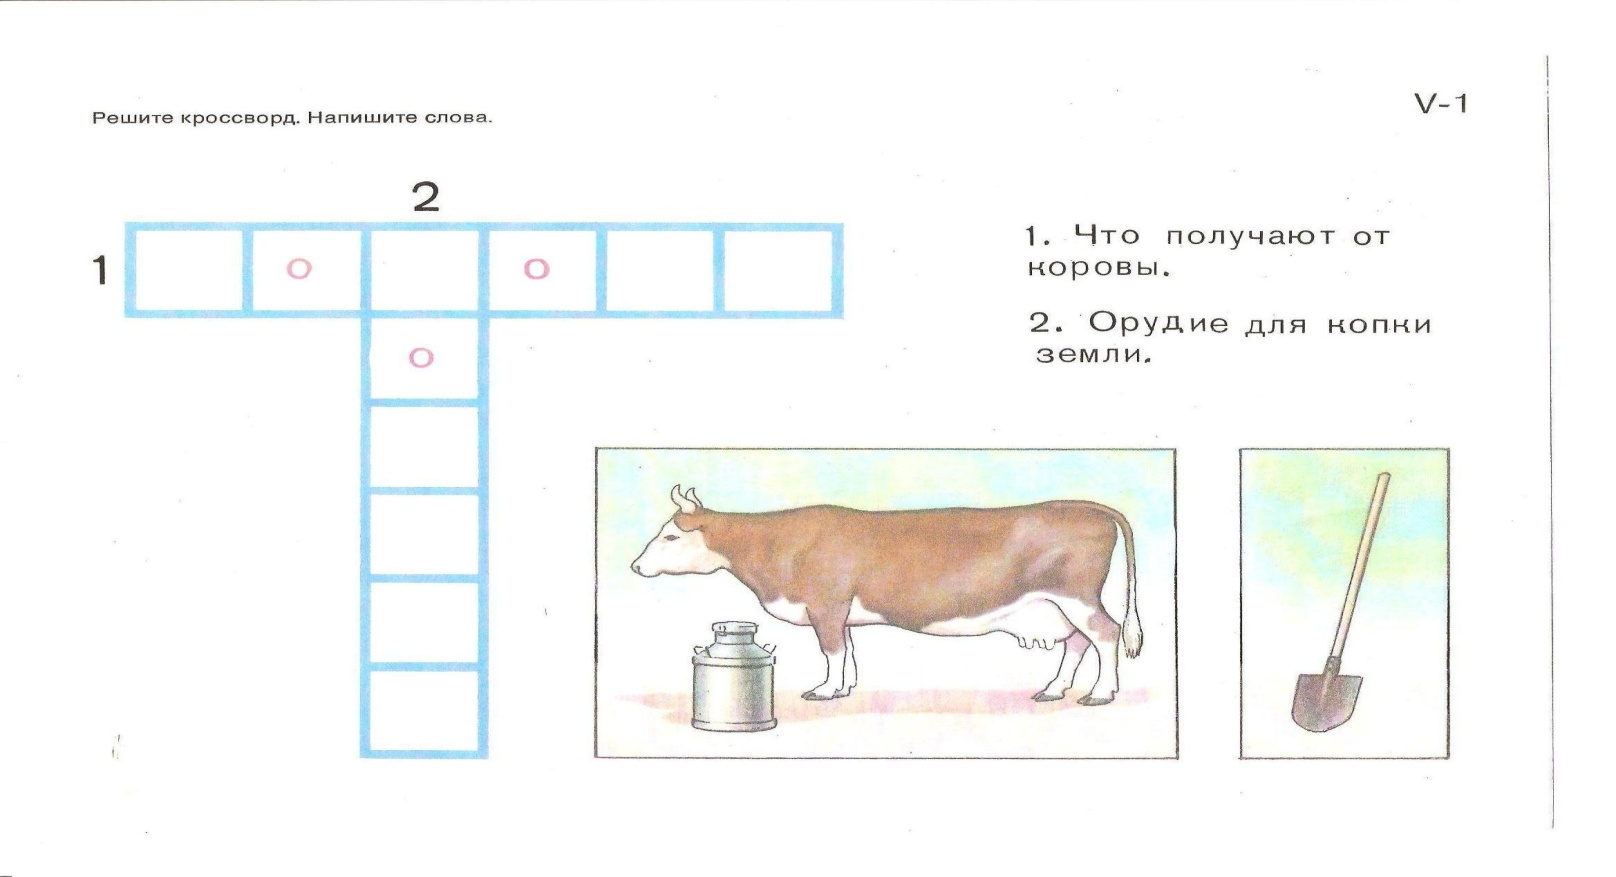 V-1
Решите кроссворд. Напишите слова.
2
1
о о
о
1. Что получают от
коровы.
2. Орудие для копки
земли.